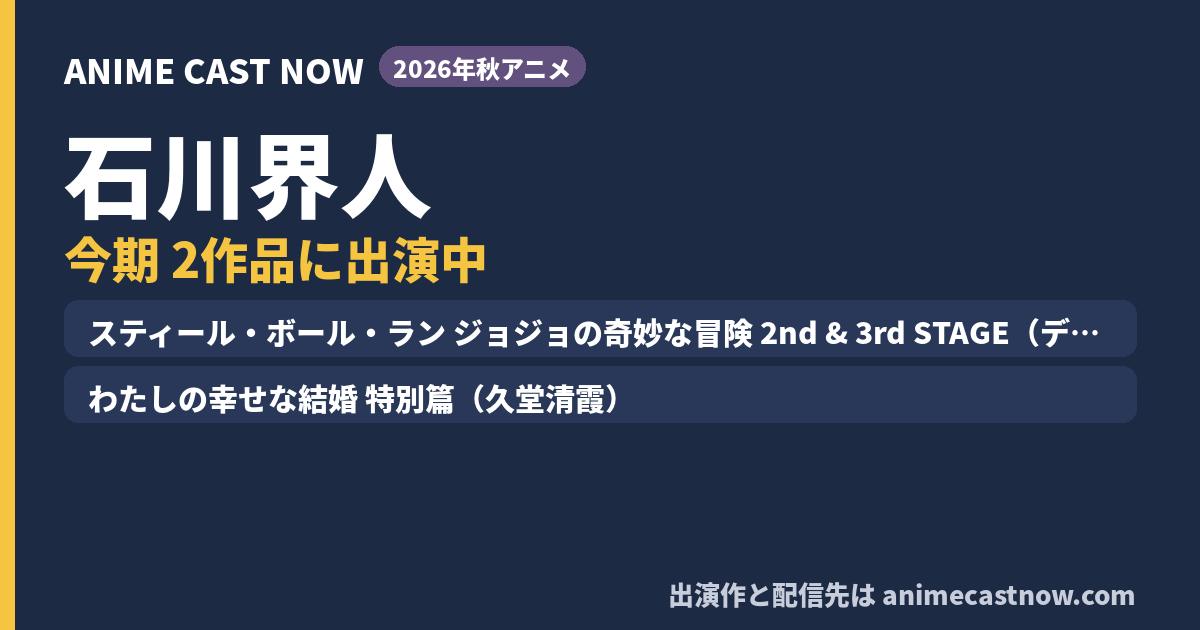 ANIME CAST NOW 2026年秋アニメ
石川界人
今期 2作品に出演中
スティール・ボール・ラン ジョジョの奇妙な冒険 2nd & 3rd STAGE（デ…
わたしの幸せな結婚 特別篇（久堂清霞）
出演作と配信先は animecastnow.com